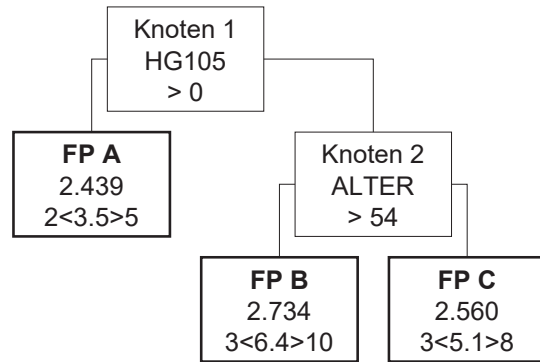 Knoten 1
HG105
> 0
FP A
2.439
2<3.5>5
Knoten 2
ALTER
> 54
FP B
2.734
3<6.4>10
FP C
2.560
3<5.1>8